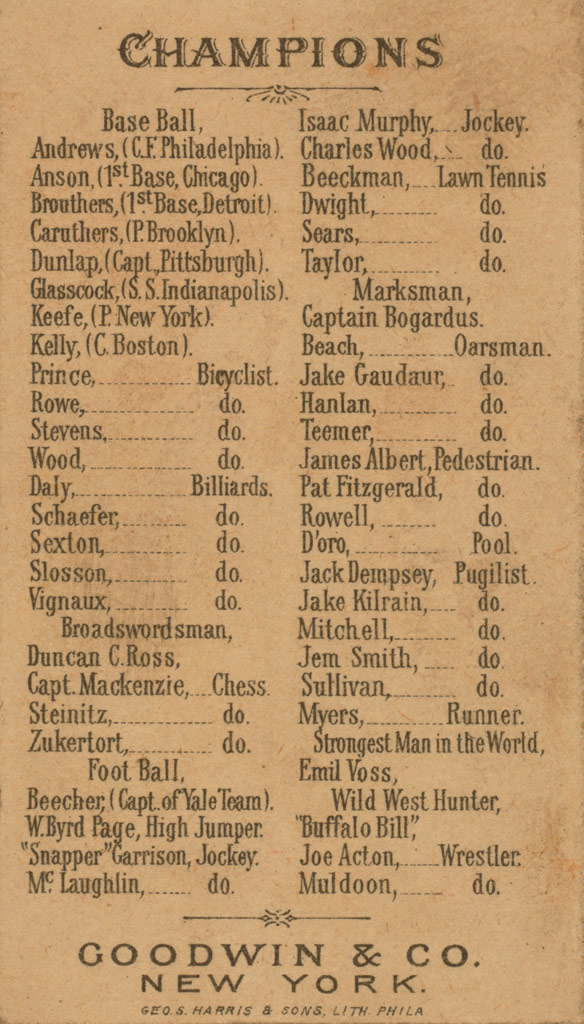 CHAMPIONS
Base Ball,
Andrews, (C.F. Philadelphia).
Anson, (1st. Base, Chicago).
Brouthers, (1st. Base, Detroit).
Caruthers, (P. Brooklyn).
Dunlap, (Capt., Pittsburgh).
Glasscock, (S. S. Indianapolis).
Keefe, (P. New York).
Kelly, (C. Boston).
Prince, Bicyclist.
Rowe, do.
Stevens, do.
Wood, do.
Daly, Billiards.
Schaefer, do.
Sexton, do.
Slosson, do.
Vignaux, do.
Broadswordsman,
Duncan C. Ross,
Capt. Mackenzie, Chess.
Steinitz, do.
Zukertort, do.
Foot Ball,
Beecher, (Capt. of Yale Team).
W. Byrd Page, High Jumper.
"Snapper" Garrison, Jockey.
Mc Laughlin, do.
Isaac Murphy, Jockey.
Charles Wood, do.
Beeckman, Lawn Tennis
Dwight, do.
Sears, do.
Taylor, do.
Marksman,
Captain Bogardus.
Beach, Oarsman.
Jake Gaudaur, do.
Hanlan, do.
Teemer, do.
James Albert, Pedestrian.
Pat Fitzgerald, do.
Rowell, do.
D'oro, Pool.
Jack Dempsey, Pugilist.
Jake Kilrain, do.
Mitchell, do.
Jem Smith, do.
Sullivan, do.
Myers, Runner.
Strongest Man in the World,
Emil Voss,
Wild West Hunter,
"Buffalo Bill",
Joe Acton, Wrestler.
Muldoon, do.
GOODWIN & CO.
NEW YORK.
GEO. S. HARRIS & SONS, LITH. PHILA